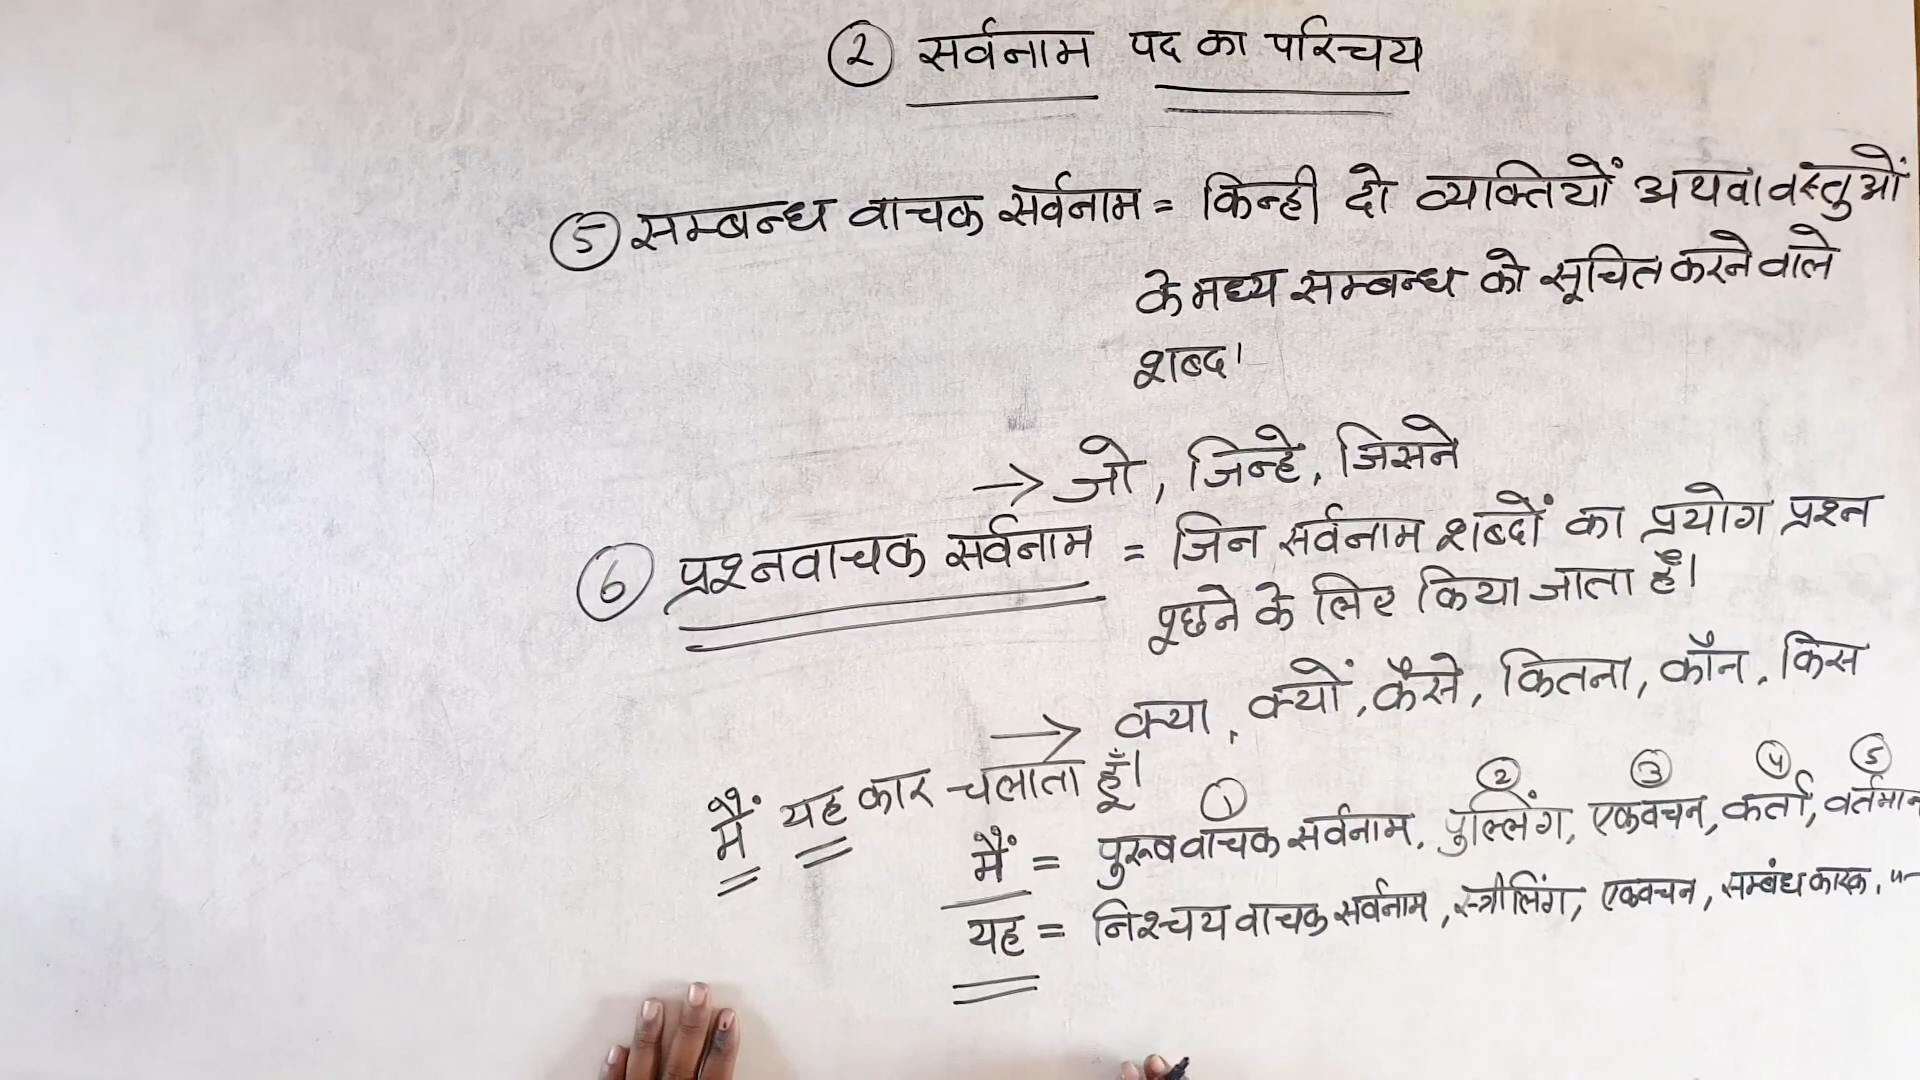 ② सर्वनाम पद का परिचय
⑤ सम्बन्ध वाचक सर्वनाम = किन्ही दो व्यक्तियों अथवा वस्तुओं
के मध्य सम्बन्ध को सूचित करने वाले
शब्द।
→ जो, जिन्हे, जिसने
⑥ प्रश्नवाचक सर्वनाम = जिन सर्वनाम शब्दों का प्रयोग प्रश्न
पूछने के लिए किया जाता है।
→ क्या, क्यों, कैसे, कितना, कौन, किस
मैं यह कार चलाता हूँ।
① ② ③ ④ ⑤
मैं = पुरूषवाचक सर्वनाम, पुल्लिंग, एकवचन, कर्ता, वर्तमान
यह = निश्चयवाचक सर्वनाम, स्त्रीलिंग, एकवचन, सम्बंध कारक,